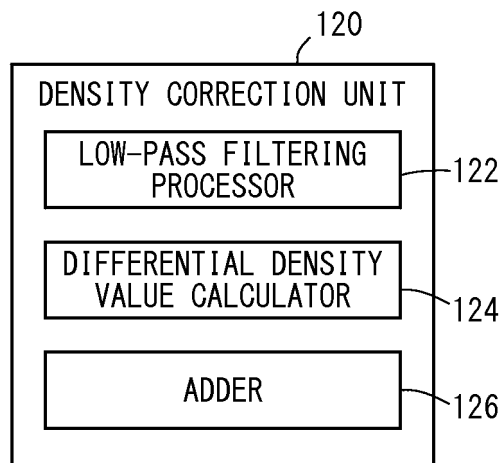 120
DENSITY CORRECTION UNIT
LOW-PASS FILTERING
PROCESSOR
122
DIFFERENTIAL DENSITY
VALUE CALCULATOR
124
ADDER
126